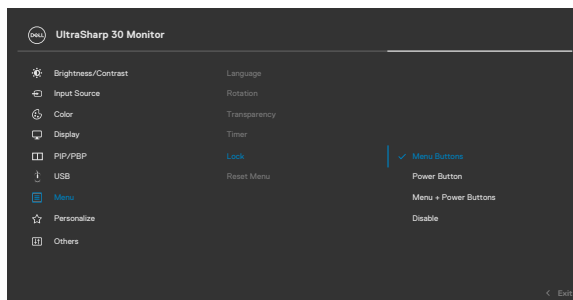 DELL
UltraSharp 30 Monitor
Brightness/Contrast
Input Source
Color
Display
PIP/PBP
USB
Menu
Personalize
Others
Language
Rotation
Transparency
Timer
Lock
Reset Menu
Menu Buttons
Power Button
Menu + Power Buttons
Disable
< Exit